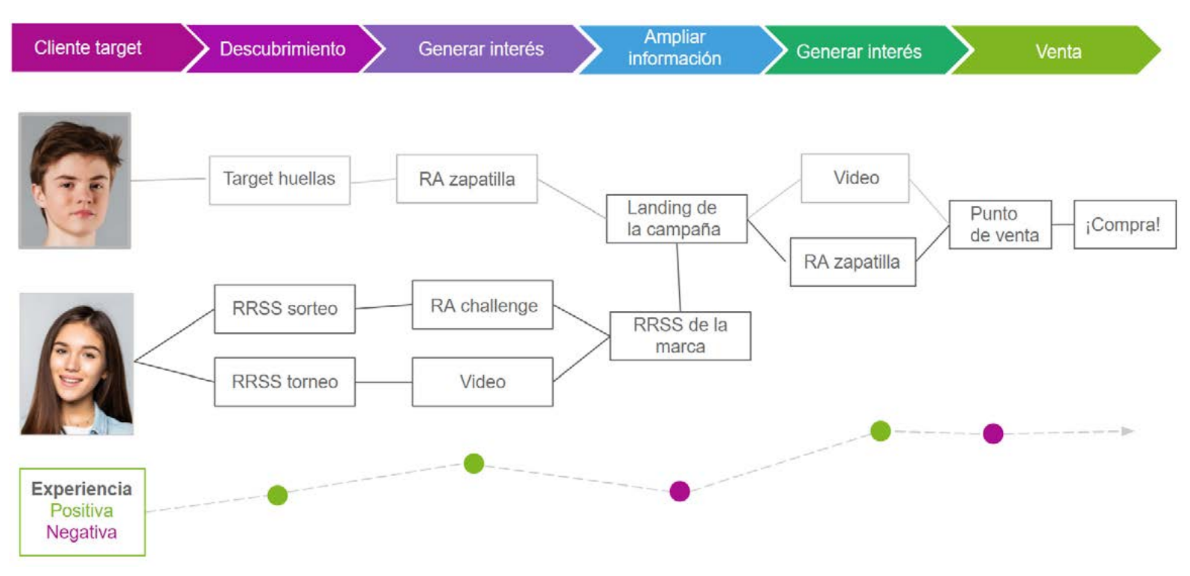 Cliente target
Descubrimiento
Generar interés
Ampliar
información
Generar interés
Venta
Target huellas
RA zapatilla
Landing de
la campaña
Video
RA zapatilla
Punto
de venta
¡Compra!
RRSS sorteo
RA challenge
RRSS de la
marca
RRSS torneo
Video
Experiencia
Positiva
Negativa